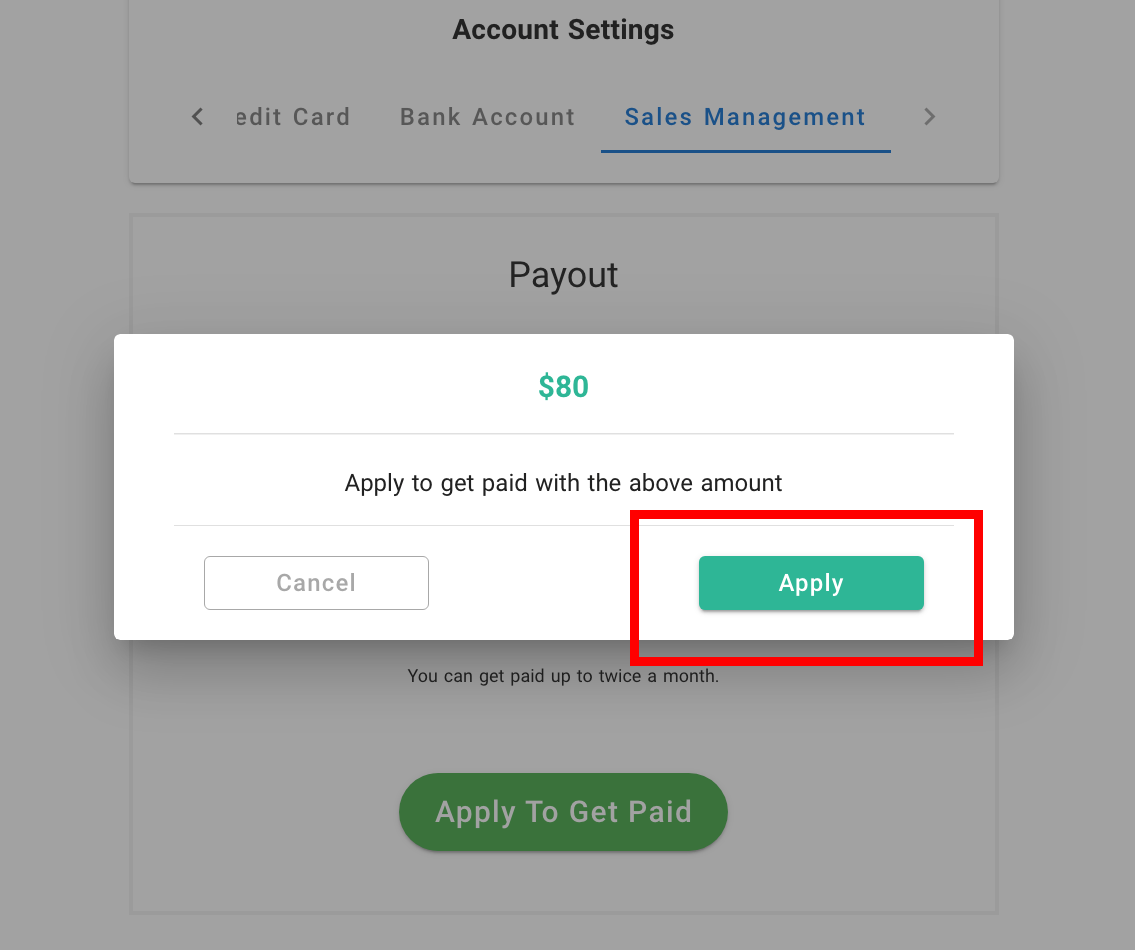 Account Settings
edit Card Bank Account Sales Management
Payout
$80
Apply to get paid with the above amount
Cancel Apply
You can get paid up to twice a month.
Apply To Get Paid